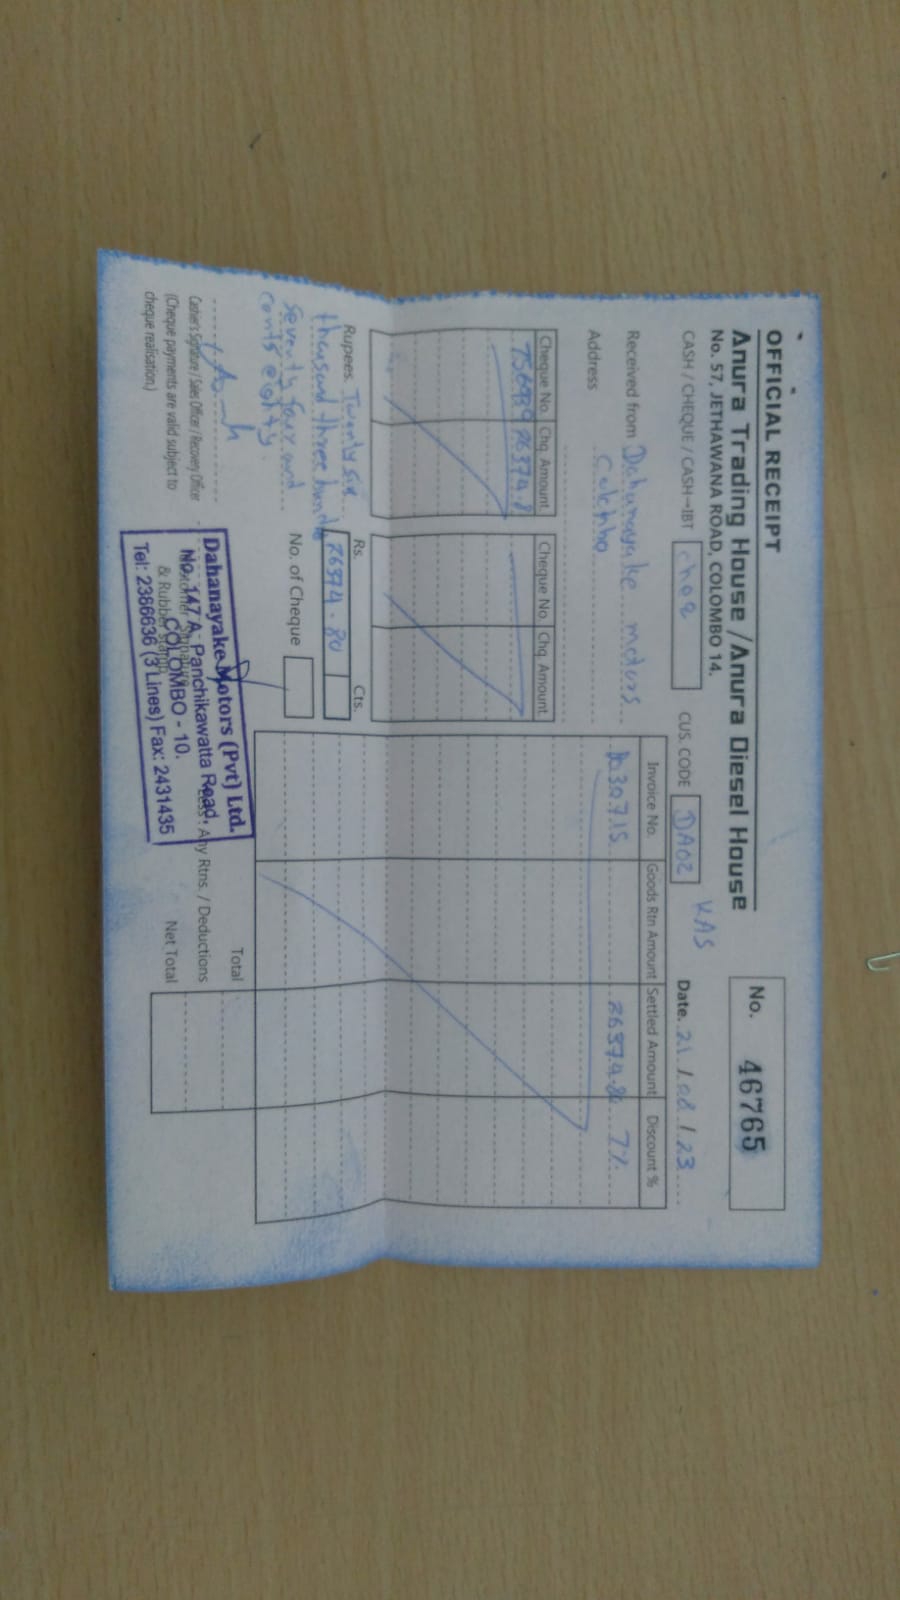 OFFICIAL RECEIPT
Anura Trading House / Anura Diesel House
No. 57, JETHAWANA ROAD, COLOMBO 14.
No. 46765
CASH / CHEQUE / CASH-IBT
CUS. CODE DA02 KAS
Date. 21 / 08 / 23
Received from Dahanayake motors
Address Colombo
Cheque No. Chq. Amount Cheque No. Chq. Amount
26374.8
Invoice No. Goods Rtn Amount Settled Amount Discount %
26374.80 7%
Rupees. Twenty six
thousand three hundred
seventy four and
cents eighty
Rs. Cts.
26374.80
No. of Cheque
Total
Less: Any Rtns. / Deductions
Net Total
Cashier's Signature / Sales Officer / Recovery Officer
(Cheque payments are valid subject to
cheque realisation.)
& Rubber Stamp
Dahanayake Motors (Pvt) Ltd.
No. 147 A, Panchikawatta Road,
COLOMBO - 10.
Tel: 2386636 (3 Lines) Fax: 2431435